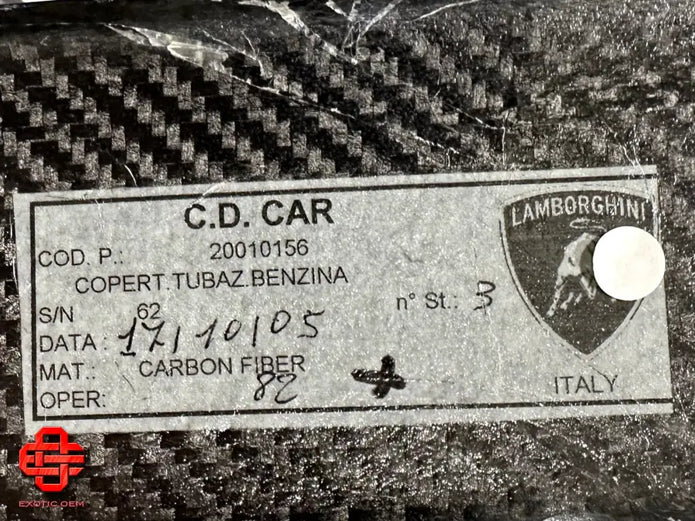 C.D. CAR
LAMBORGHINI
COD. P.: 20010156
COPERT.TUBAZ.BENZINA
S/N 62
n° St.: 3
DATA : 17/10/05
MAT.: CARBON FIBER
OPER: 82
ITALY
EXOTIC OEM